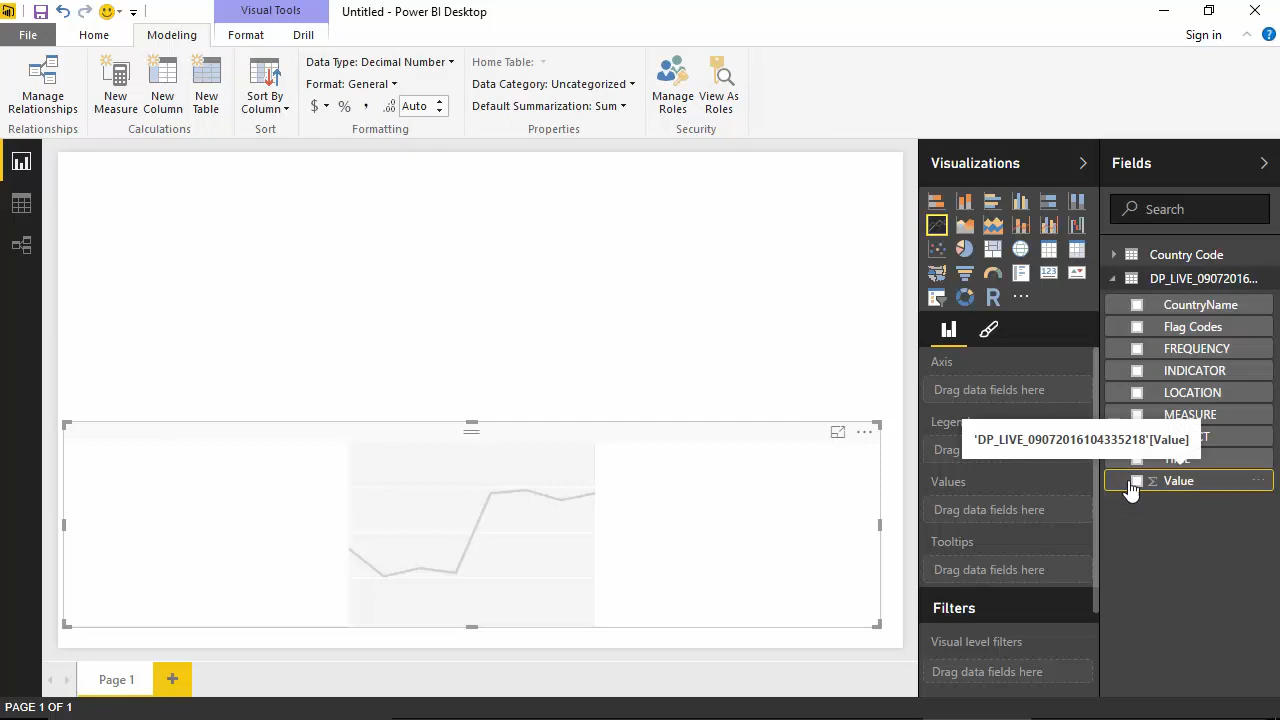 Visual Tools
Untitled - Power BI Desktop
File
Home
Modeling
Format
Drill
Sign in
Manage Relationships
Relationships
New Measure
New Column
New Table
Calculations
Sort By Column
Sort
Data Type: Decimal Number
Format: General
$ % , .00 Auto
Formatting
Home Table:
Data Category: Uncategorized
Default Summarization: Sum
Properties
Manage Roles
View As Roles
Security
Visualizations
R
123
Axis
Drag data fields here
Legen
Drag
Values
Drag data fields here
Tooltips
Drag data fields here
Filters
Visual level filters
Drag data fields here
Fields
Search
Country Code
DP_LIVE_09072016...
CountryName
Flag Codes
FREQUENCY
INDICATOR
LOCATION
MEASURE
'DP_LIVE_09072016104335218'[Value]
CT
Σ Value
Page 1
+
PAGE 1 OF 1